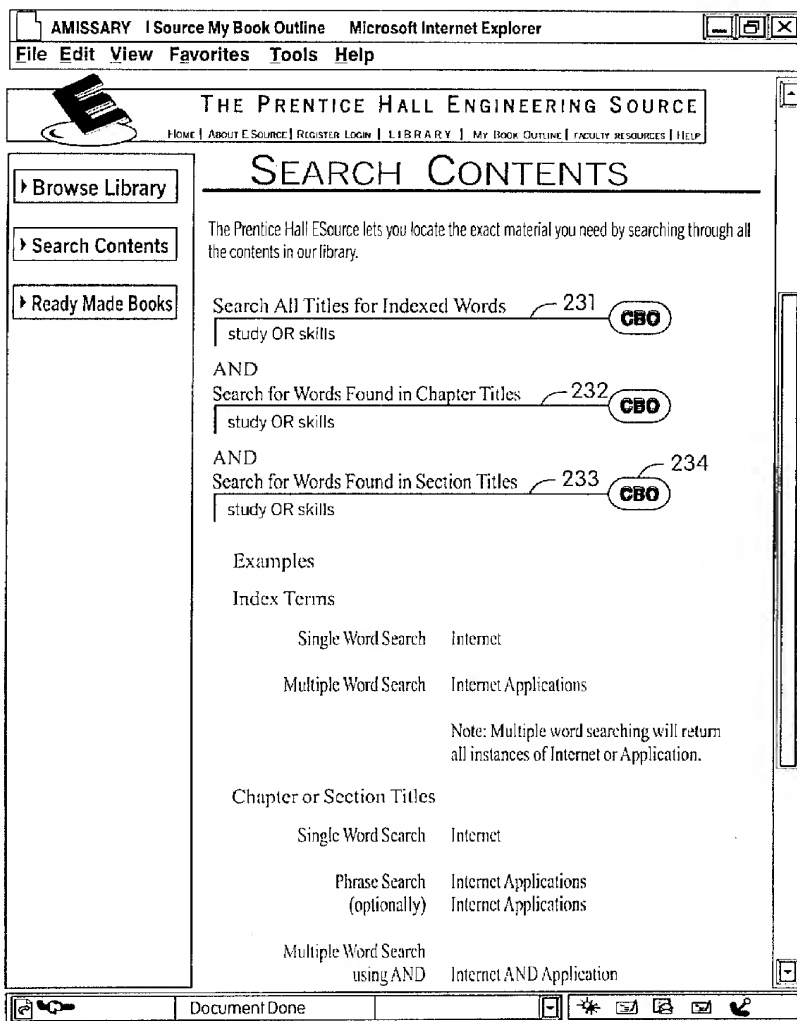 AMISSARY I Source My Book Outline Microsoft Internet Explorer
File Edit View Favorites Tools Help
E
THE PRENTICE HALL ENGINEERING SOURCE
HOME | ABOUT E SOURCE | REGISTER LOGIN | LIBRARY | MY BOOK OUTLINE | FACULTY RESOURCES | HELP
SEARCH CONTENTS
Browse Library
Search Contents
Ready Made Books
The Prentice Hall ESource lets you locate the exact material you need by searching through all
the contents in our library.
Search All Titles for Indexed Words 231
CBO
study OR skills
AND
Search for Words Found in Chapter Titles 232
CBO
study OR skills
AND
Search for Words Found in Section Titles 233 234
CBO
study OR skills
Examples
Index Terms
Single Word Search Internet
Multiple Word Search Internet Applications
Note: Multiple word searching will return
all instances of Internet or Application.
Chapter or Section Titles
Single Word Search Internet
Phrase Search Internet Applications
(optionally) Internet Applications
Multiple Word Search
using AND Internet AND Application
Document Done